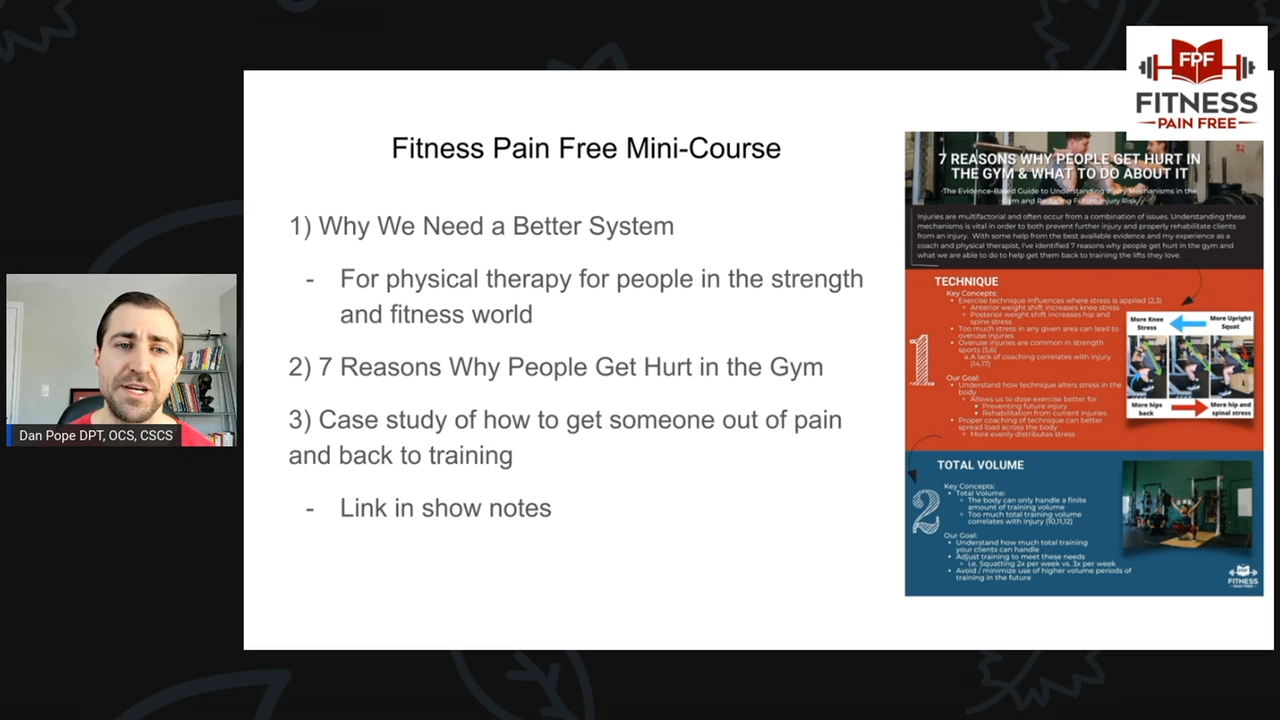 FPF
FITNESS
PAIN FREE
Fitness Pain Free Mini-Course
1) Why We Need a Better System
- For physical therapy for people in the strength
and fitness world
2) 7 Reasons Why People Get Hurt in the Gym
3) Case study of how to get someone out of pain
and back to training
- Link in show notes
Dan Pope DPT, OCS, CSCS
7 REASONS WHY PEOPLE GET HURT IN
THE GYM & WHAT TO DO ABOUT IT
The Evidence-Based Guide to Understanding Injury Mechanisms in the
Gym and Reducing Future Injury Risk
Injuries are multifactorial and often occur from a combination of issues. Understanding these
mechanisms is vital in order to both prevent further injury and properly rehabilitate clients
from an injury. With some help from the best available evidence and my experience as a
coach and physical therapist, I've identified 7 reasons why people get hurt in the gym and
what we are able to do to help get them back to training the lifts they love.
TECHNIQUE
1
Key Concepts:
Exercise technique Influences where stress is applied (2,3)
Anterior weight shift increases knee stress
Posterior weight shift increases hip and
spine stress
Too much stress in any given area can lead to
overuse injuries
Overuse injuries are common in strength
sports (5,6)
A lack of coaching correlates with injury
(14,17)
Our Goal:
Understand how technique alters stress in the
body
Allows us to dose exercise better for:
Preventing future injury
Rehabilitation from current injuries
Proper coaching of technique can better
spread load across the body
More evenly distributes stress
More Knee
Stress
More Upright
Squat
More hips
back
More hip and
spinal stress
TOTAL VOLUME
2
Key Concepts:
Total Volume:
The body can only handle a finite
amount of training volume
Too much total training volume
correlates with injury (10,11,12)
Our Goal:
Understand how much total training
your clients can handle
Adjust training to meet these needs
i.e. Squatting 2x per week vs. 3x per week
Avoid / minimize use of higher volume periods of
training in the future
FITNESS
PAIN FREE